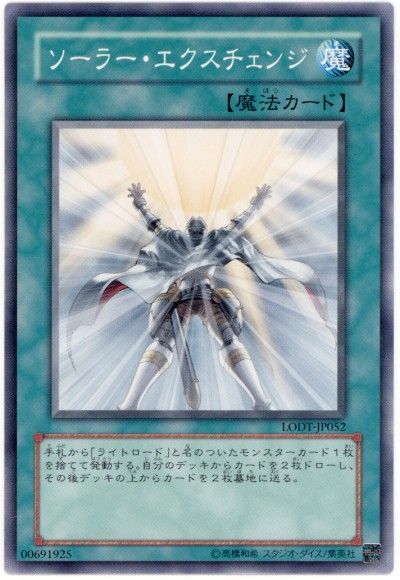 ソーラー・エクスチェンジ 魔
【魔法カード】
LODT-JP052
手札から「ライトロード」と名のついたモンスターカード1枚
を捨てて発動する。自分のデッキからカードを2枚ドローし、
その後デッキの上からカードを2枚墓地に送る。
00691925
©高橋和希 スタジオ・ダイス/集英社